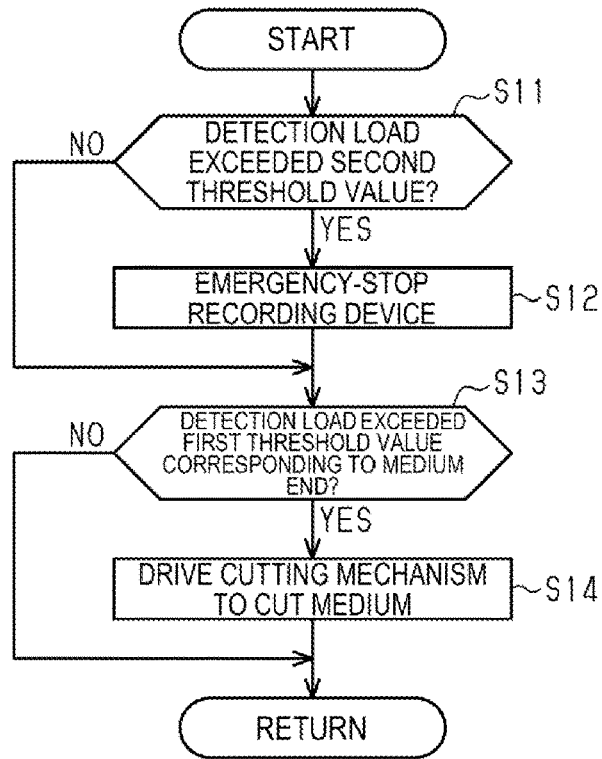 START
S11
DETECTION LOAD
EXCEEDED SECOND
THRESHOLD VALUE?
NO
YES
EMERGENCY-STOP
RECORDING DEVICE
S12
S13
DETECTION LOAD EXCEEDED
FIRST THRESHOLD VALUE
CORRESPONDING TO MEDIUM
END?
NO
YES
DRIVE CUTTING MECHANISM
TO CUT MEDIUM
S14
RETURN